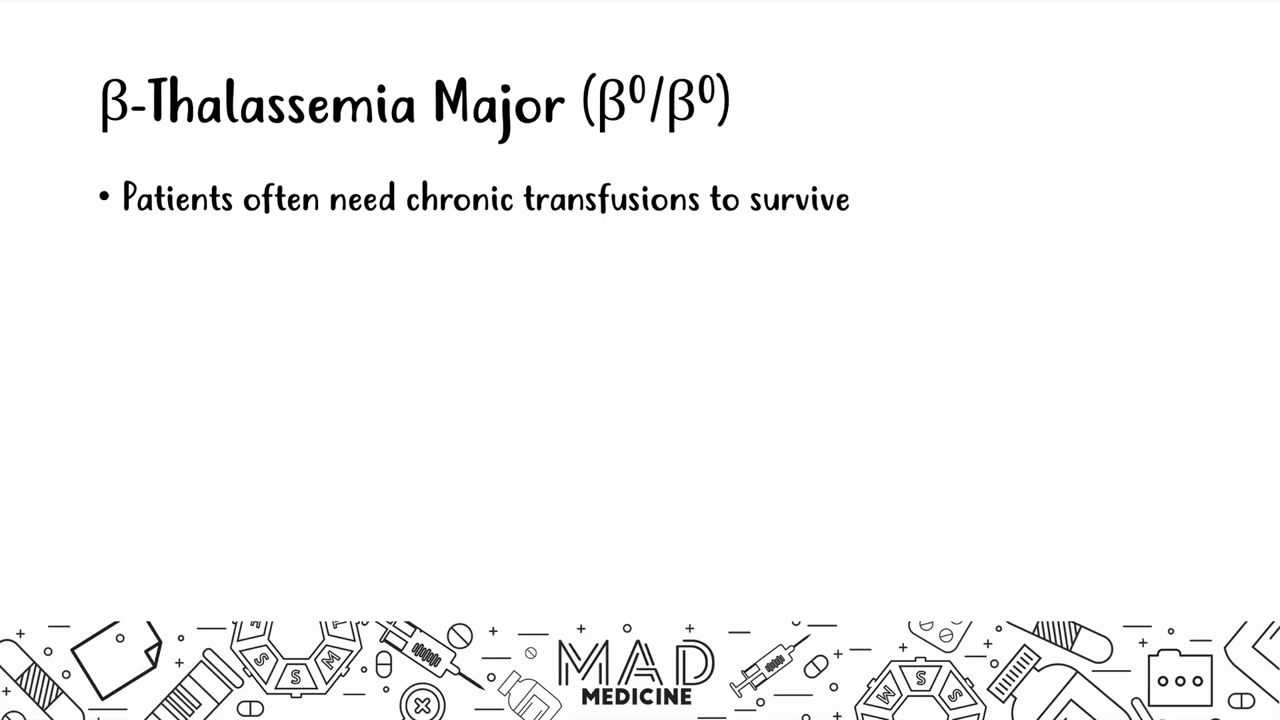 β-Thalassemia Major (β⁰/β⁰)
• Patients often need chronic transfusions to survive
S S M
MAD
MEDICINE
M S S